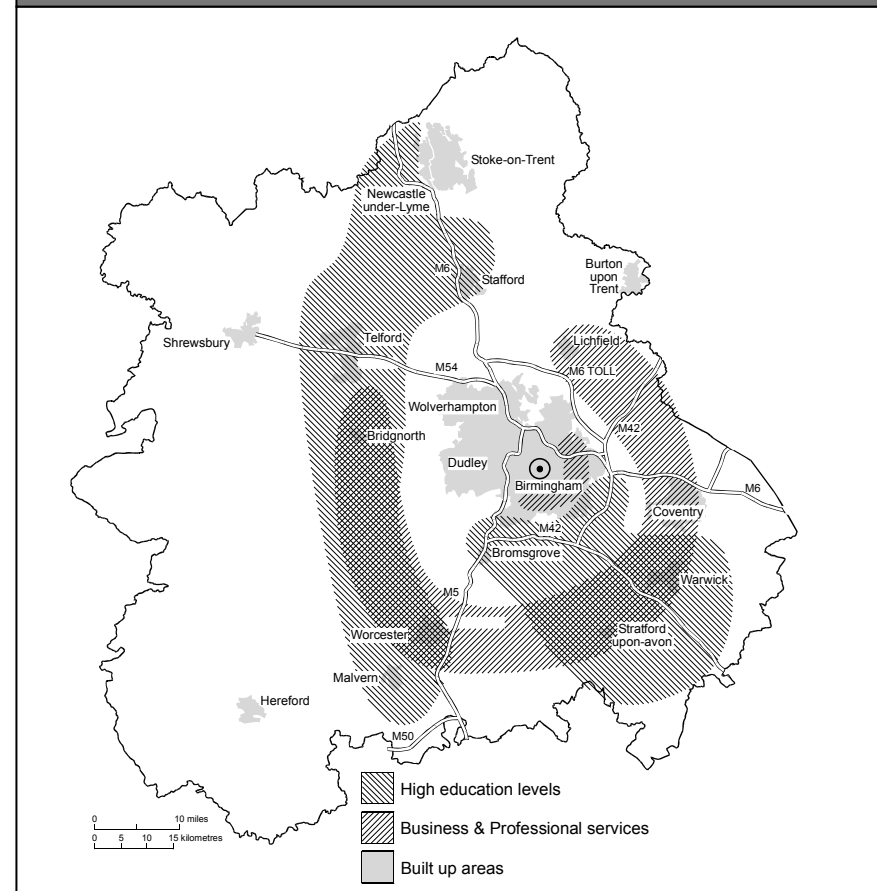 Stoke-on-Trent
Newcastle
under-Lyme
M6
Stafford
Burton
upon
Trent
Shrewsbury
Telford
Lichfield
M54
M6 TOLL
Wolverhampton
Bridgnorth
M42
Dudley
Birmingham
M6
Coventry
M42
Bromsgrove
Warwick
M5
Worcester
Stratford
upon-avon
Malvern
Hereford
M50
High education levels
0 10 miles
0 5 10 15 kilometres
Business & Professional services
Built up areas